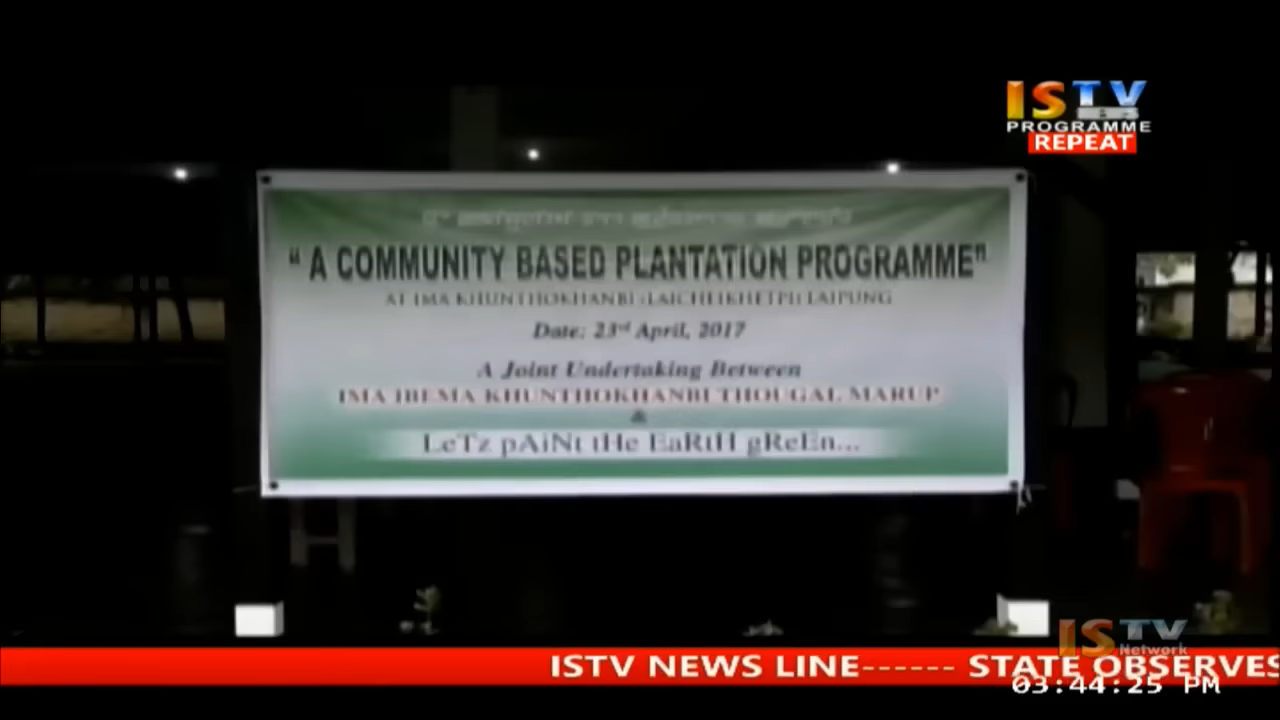 ISTV
PROGRAMME
REPEAT
" A COMMUNITY BASED PLANTATION PROGRAMME"
AT IMA KHUNTHOKHANBI LAIPUNG
Date: 23rd April, 2017
A Joint Undertaking Between
IMA IBEMA KHUNTHOKHANBI THOUGAL MARUP
&
LeTz pAiNt tHe EaRtH gReEn...
ISTV
Network
ISTV NEWS LINE------ STATE OBSERVES
03:44:25 PM